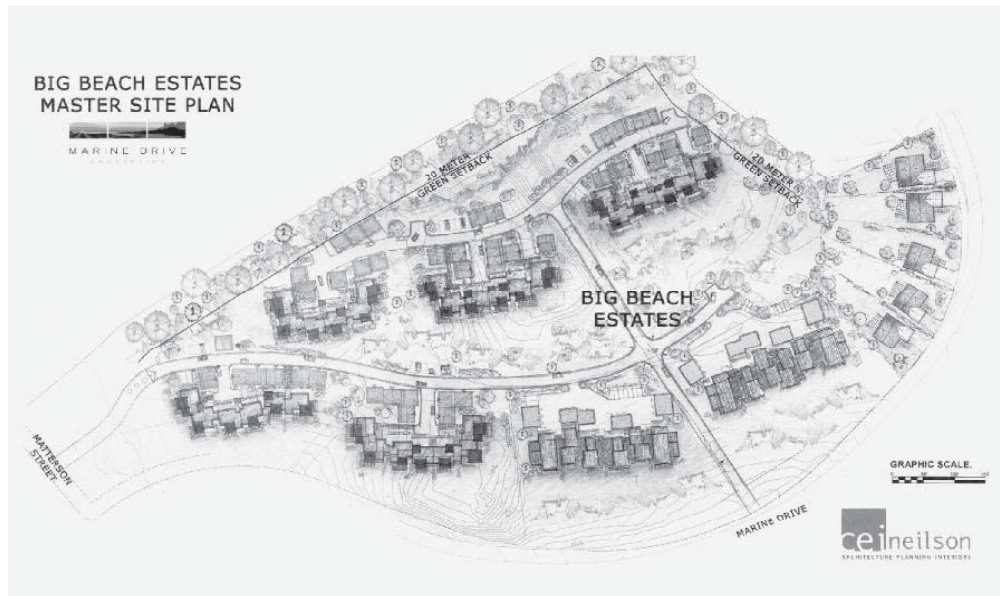 BIG BEACH ESTATES
MASTER SITE PLAN
MARINE DRIVE
20 METER
GREEN SETBACK
20 METER
GREEN SETBACK
BIG BEACH
ESTATES
MATTERSON
STREET
MARINE DRIVE
GRAPHIC SCALE.
cei neilson
ARCHITECTURE PLANNING INTERIORS